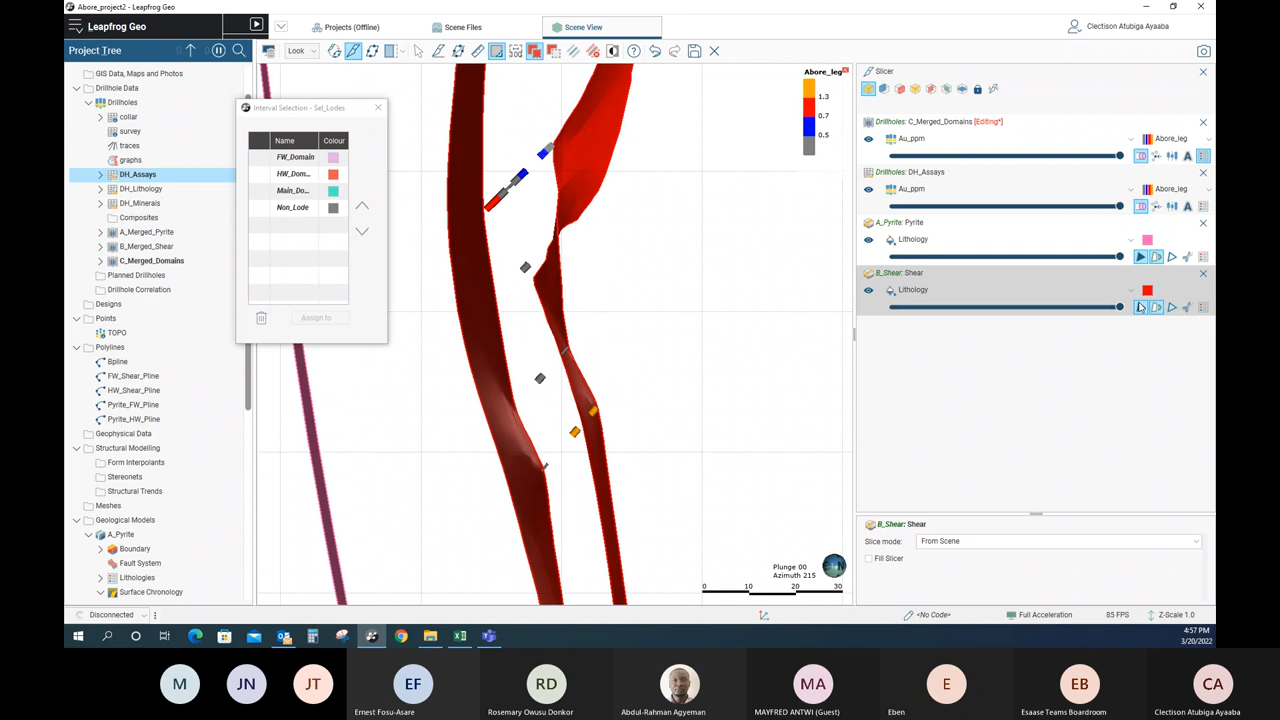 Abore_project2 - Leapfrog Geo
Leapfrog Geo
Projects (Offline)
Scene Files
Scene View
Clectison Atubiga Ayaaba
Project Tree
0
Look
GIS Data, Maps and Photos
Drillhole Data
Drillholes
collar
survey
traces
graphs
DH_Assays
DH_Lithology
DH_Minerals
Composites
A_Merged_Pyrite
B_Merged_Shear
C_Merged_Domains
Planned Drillholes
Drillhole Correlation
Designs
Points
TOPO
Polylines
Bpline
FW_Shear_Pline
HW_Shear_Pline
Pyrite_FW_Pline
Pyrite_HW_Pline
Geophysical Data
Structural Modelling
Form Interpolants
Stereonets
Structural Trends
Meshes
Geological Models
A_Pyrite
Boundary
Fault System
Lithologies
Surface Chronology
Interval Selection - Sel_Lodes
Name Colour
FW_Domain
HW_Dom...
Main_Do...
Non_Lode
Assign to
Abore_leg
1.3
0.7
0.5
Plunge 00
Azimuth 215
0 10 20 30
Slicer
Drillholes: C_Merged_Domains [Editing*]
Au_ppm
Abore_leg
Drillholes: DH_Assays
Au_ppm
Abore_leg
A_Pyrite: Pyrite
Lithology
B_Shear: Shear
Lithology
B_Shear: Shear
Slice mode: From Scene
Fill Slicer
Disconnected
<No Code>
Full Acceleration
85 FPS
Z-Scale 1.0
4:57 PM
3/20/2022
M
JN
JT
EF
Ernest Fosu-Asare
RD
Rosemary Owusu Donkor
Abdul-Rahman Agyeman
MA
MAYFRED ANTWI (Guest)
E
Eben
EB
Esaase Teams Boardroom
CA
Clectison Atubiga Ayaaba